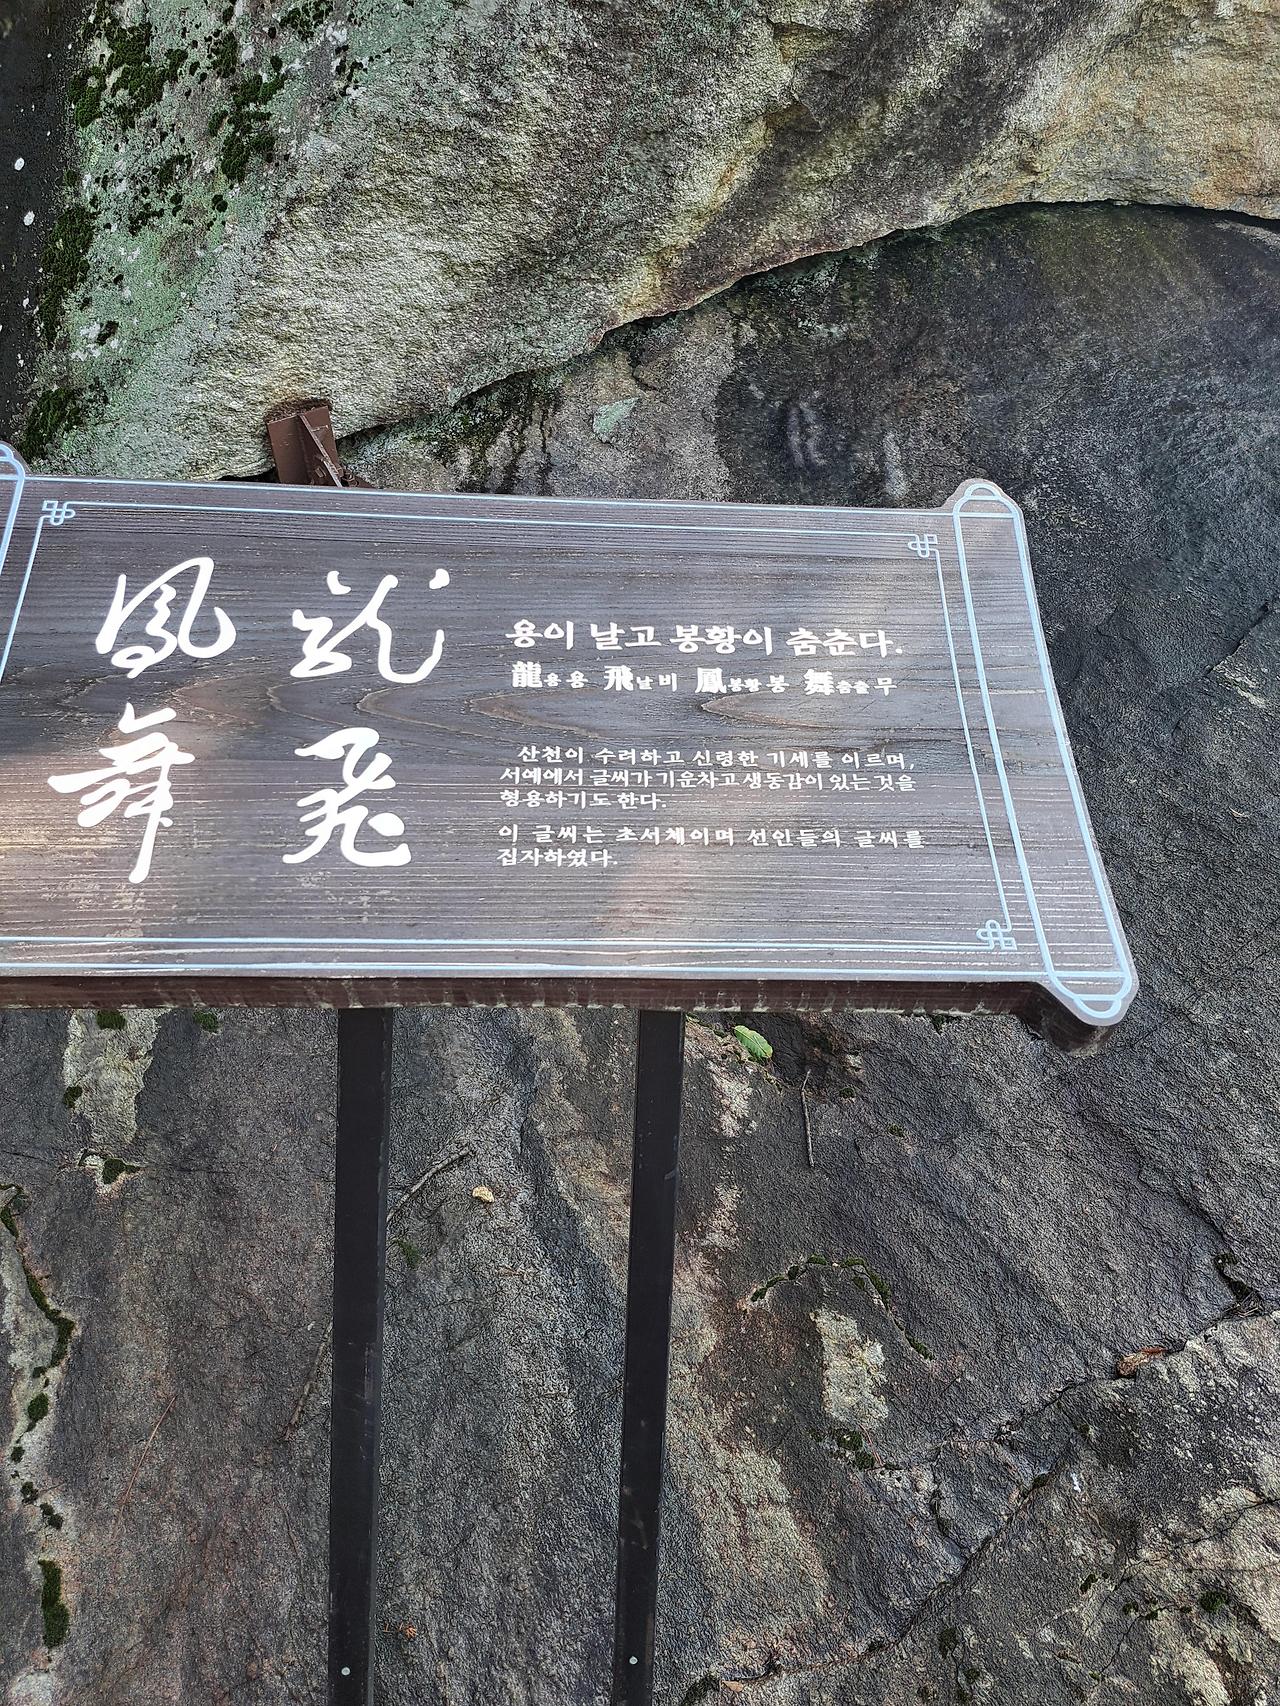 龍飛
鳳舞
용이 날고 봉황이 춤춘다.
龍용 용 飛날 비 鳳봉황 봉 舞춤출 무
산천이 수려하고 신령한 기세를 이르며,
서예에서 글씨가 기운차고 생동감이 있는 것을
형용하기도 한다.
이 글씨는 초서체이며 선인들의 글씨를
집자하였다.